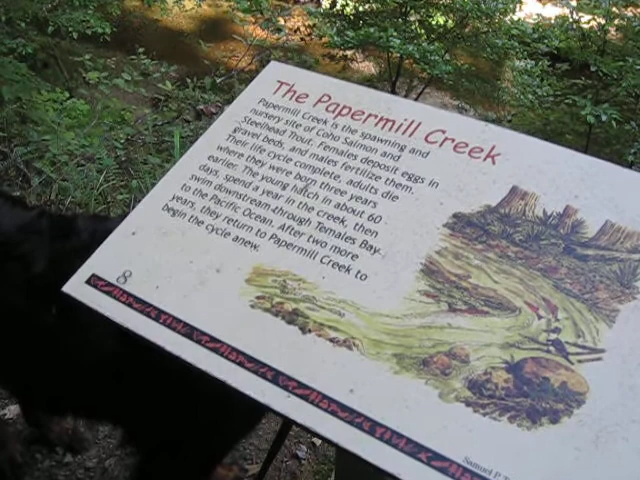 The Papermill Creek
Papermill Creek is the spawning and
nursery site of Coho Salmon and
Steelhead Trout. Females deposit eggs in
gravel beds, and males fertilize them.
Their life cycle complete, adults die
where they were born three years
earlier. The young hatch in about 60
days, spend a year in the creek, then
swim downstream through Temales Bay
to the Pacific Ocean. After two more
years, they return to Papermill Creek to
begin the cycle anew.
8
Samuel P.